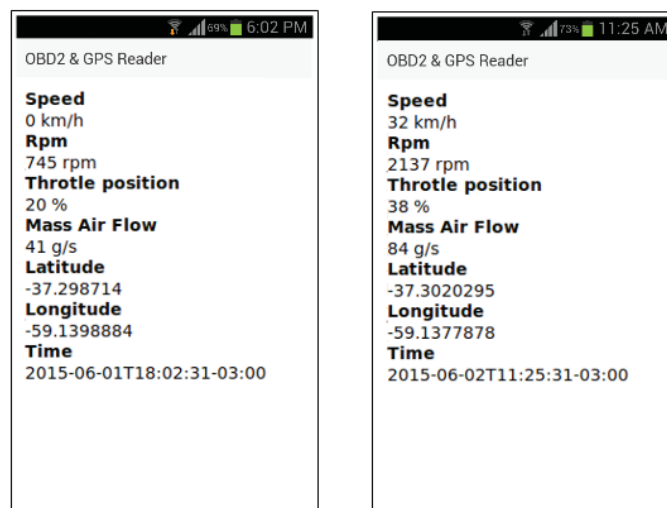 69% 6:02 PM
OBD2 & GPS Reader
Speed
0 km/h
Rpm
745 rpm
Throtle position
20 %
Mass Air Flow
41 g/s
Latitude
-37.298714
Longitude
-59.1398884
Time
2015-06-01T18:02:31-03:00
73% 11:25 AM
OBD2 & GPS Reader
Speed
32 km/h
Rpm
2137 rpm
Throtle position
38 %
Mass Air Flow
84 g/s
Latitude
-37.3020295
Longitude
-59.1377878
Time
2015-06-02T11:25:31-03:00